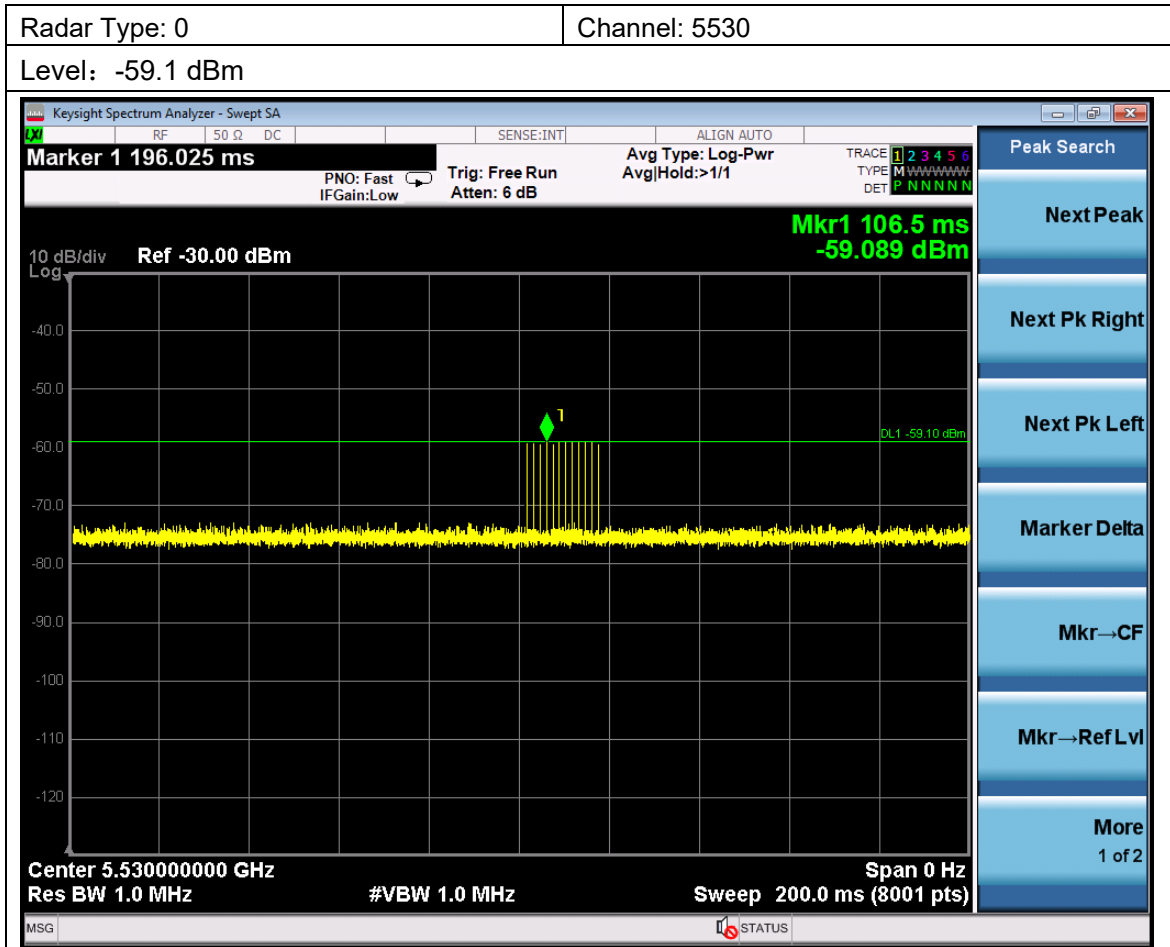 Radar Type: 0 Channel: 5530
Level：-59.1 dBm
Keysight Spectrum Analyzer - Swept SA
LXI RF 50 Ω DC SENSE:INT ALIGN AUTO
Marker 1 196.025 ms
PNO: Fast
IFGain:Low
Trig: Free Run
Atten: 6 dB
Avg Type: Log-Pwr
Avg|Hold:>1/1
TRACE 1 2 3 4 5 6
TYPE M WWWWW
DET P N N N N N
Mkr1 106.5 ms
-59.089 dBm
10 dB/div Ref -30.00 dBm
Log
-40.0
-50.0
-60.0
-70.0
-80.0
-90.0
-100
-110
-120
1
DL1 -59.10 dBm
Center 5.530000000 GHz Span 0 Hz
Res BW 1.0 MHz #VBW 1.0 MHz Sweep 200.0 ms (8001 pts)
MSG STATUS
Peak Search
Next Peak
Next Pk Right
Next Pk Left
Marker Delta
Mkr→CF
Mkr→Ref Lvl
More
1 of 2